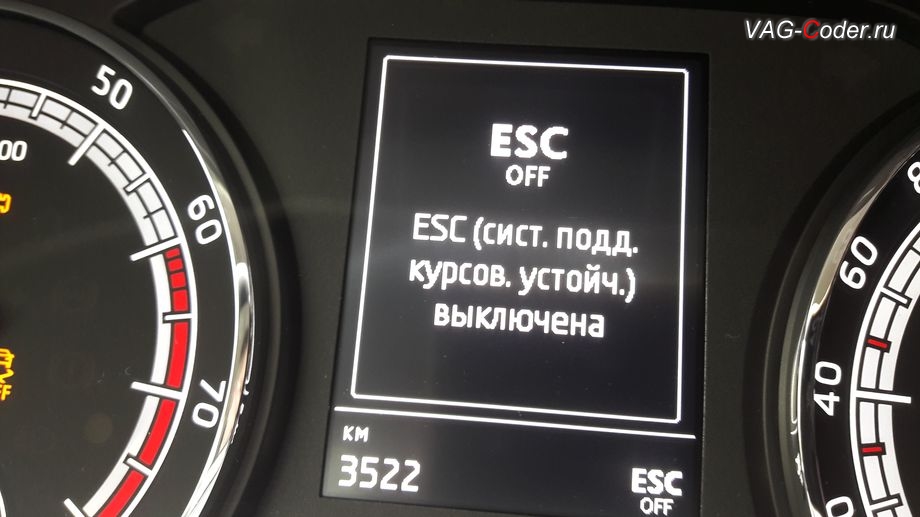 VAG-Coder.ru
50
60
70
00
ESC
OFF
ESC (сист. подд.
курсов. устойч.)
выключена
км
3522
ESC
OFF
60
40